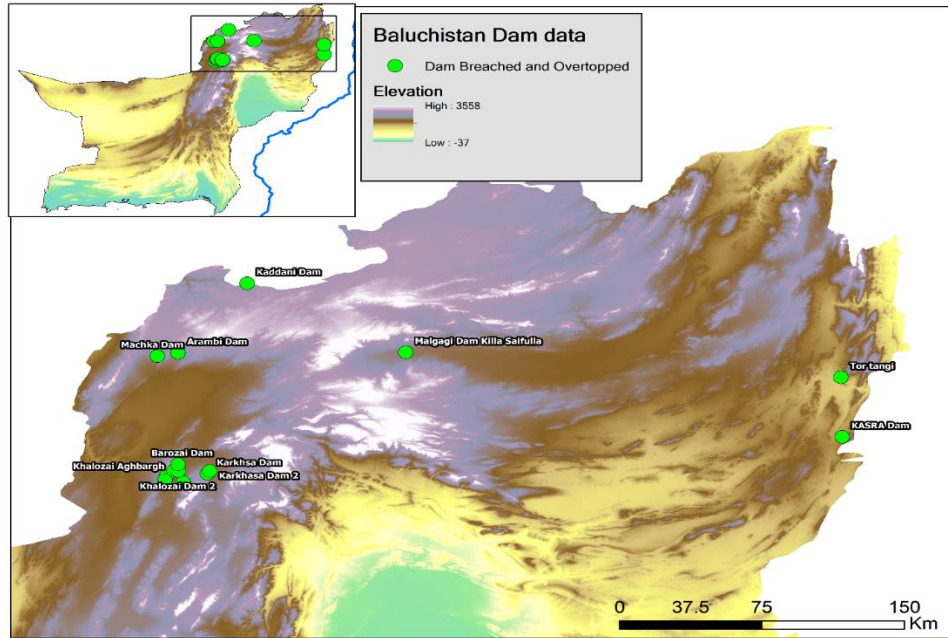 Baluchistan Dam data
Dam Breached and Overtopped
Elevation
High : 3558
Low : -37
Kaddani Dam
Machka Dam
Arambi Dam
Malgagi Dam Killa Saifulla
Tor tangi
KASRA Dam
Barozai Dam
Khalozai Aghbargh
Karkhsa Dam
Karkhasa Dam 2
Khalozai Dam 2
0 37.5 75 150
Km